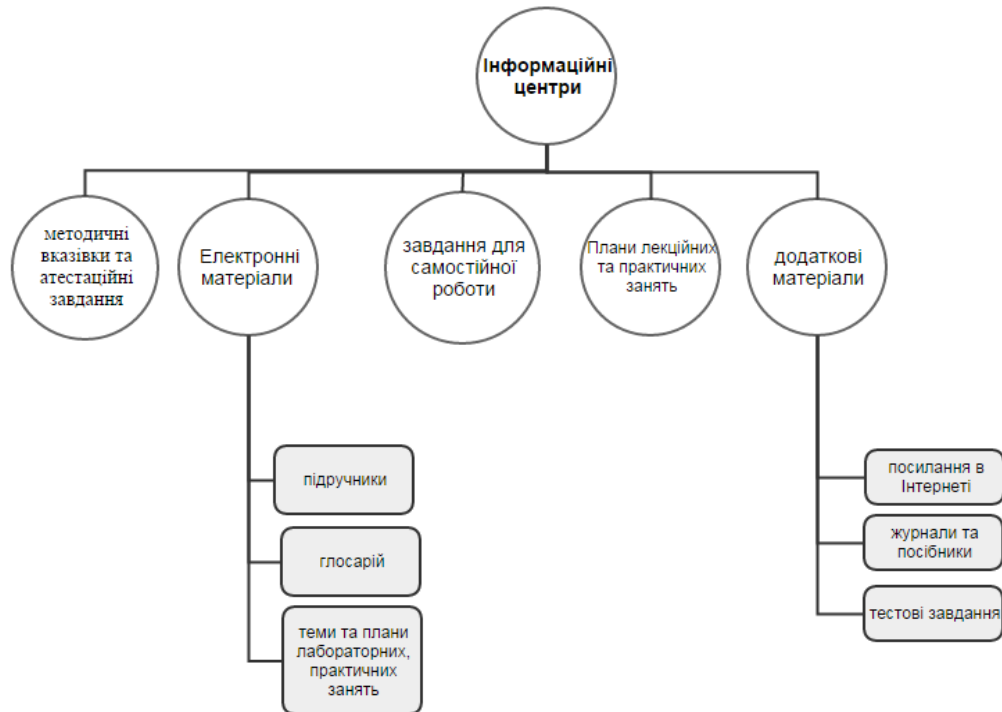 Інформаційні
центри
методичні
вказівки та
атестаційні
завдання
Електронні
матеріали
завдання для
самостійної
роботи
Плани лекційних
та практичних
занять
додаткові
матеріали
підручники
глосарій
теми та плани
лабораторних,
практичних
занять
посилання в
Інтернеті
журнали та
посібники
тестові завдання